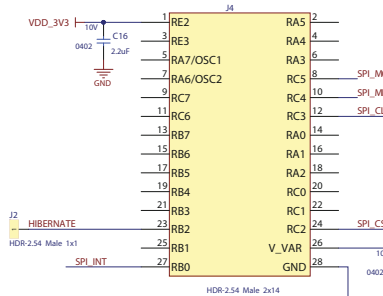 J4
VDD_3V3
10V
C16
0402
2.2uF
GND
1 RE2 RA5 2
3 RE3 RA4 4
5 RA7/OSC1 RA3 6
7 RA6/OSC2 RC5 8 SPI_M
9 RC7 RC4 10 SPI_M
11 RC6 RC3 12 SPI_CL
13 RB7 RA0 14
15 RB6 RA1 16
17 RB5 RA2 18
19 RB4 RC0 20
21 RB3 RC1 22
J2
1
HIBERNATE 23 RB2 RC2 24 SPI_CS
HDR-2.54 Male 1x1
25 RB1 V_VAR 26
10
SPI_INT 27 RB0 GND 28
0402
HDR-2.54 Male 2x14